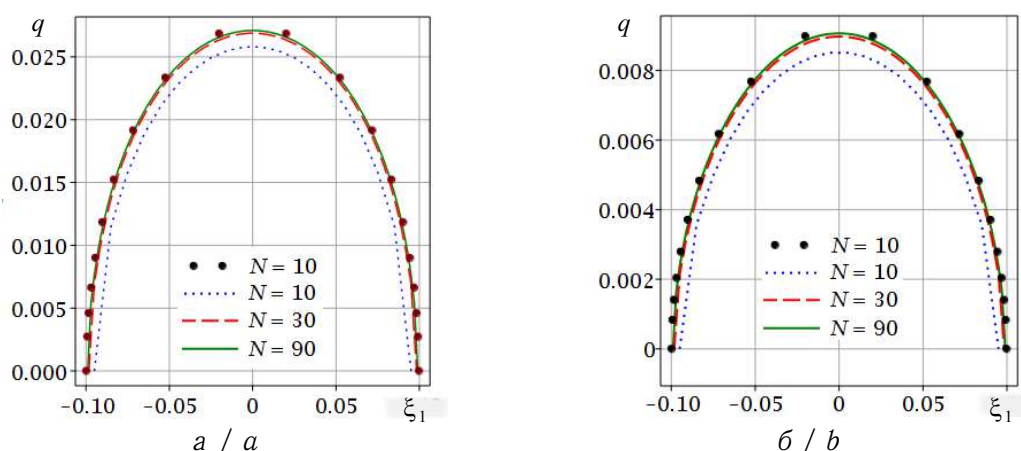 q
0.025
0.020
0.015
0.010
0.005
0.000
N = 10
N = 10
N = 30
N = 90
−0.10 −0.05 0 0.05 ξ1
а / a
q
0.008
0.006
0.004
0.002
0
N = 10
N = 10
N = 30
N = 90
−0.10 −0.05 0 0.05 ξ1
б / b